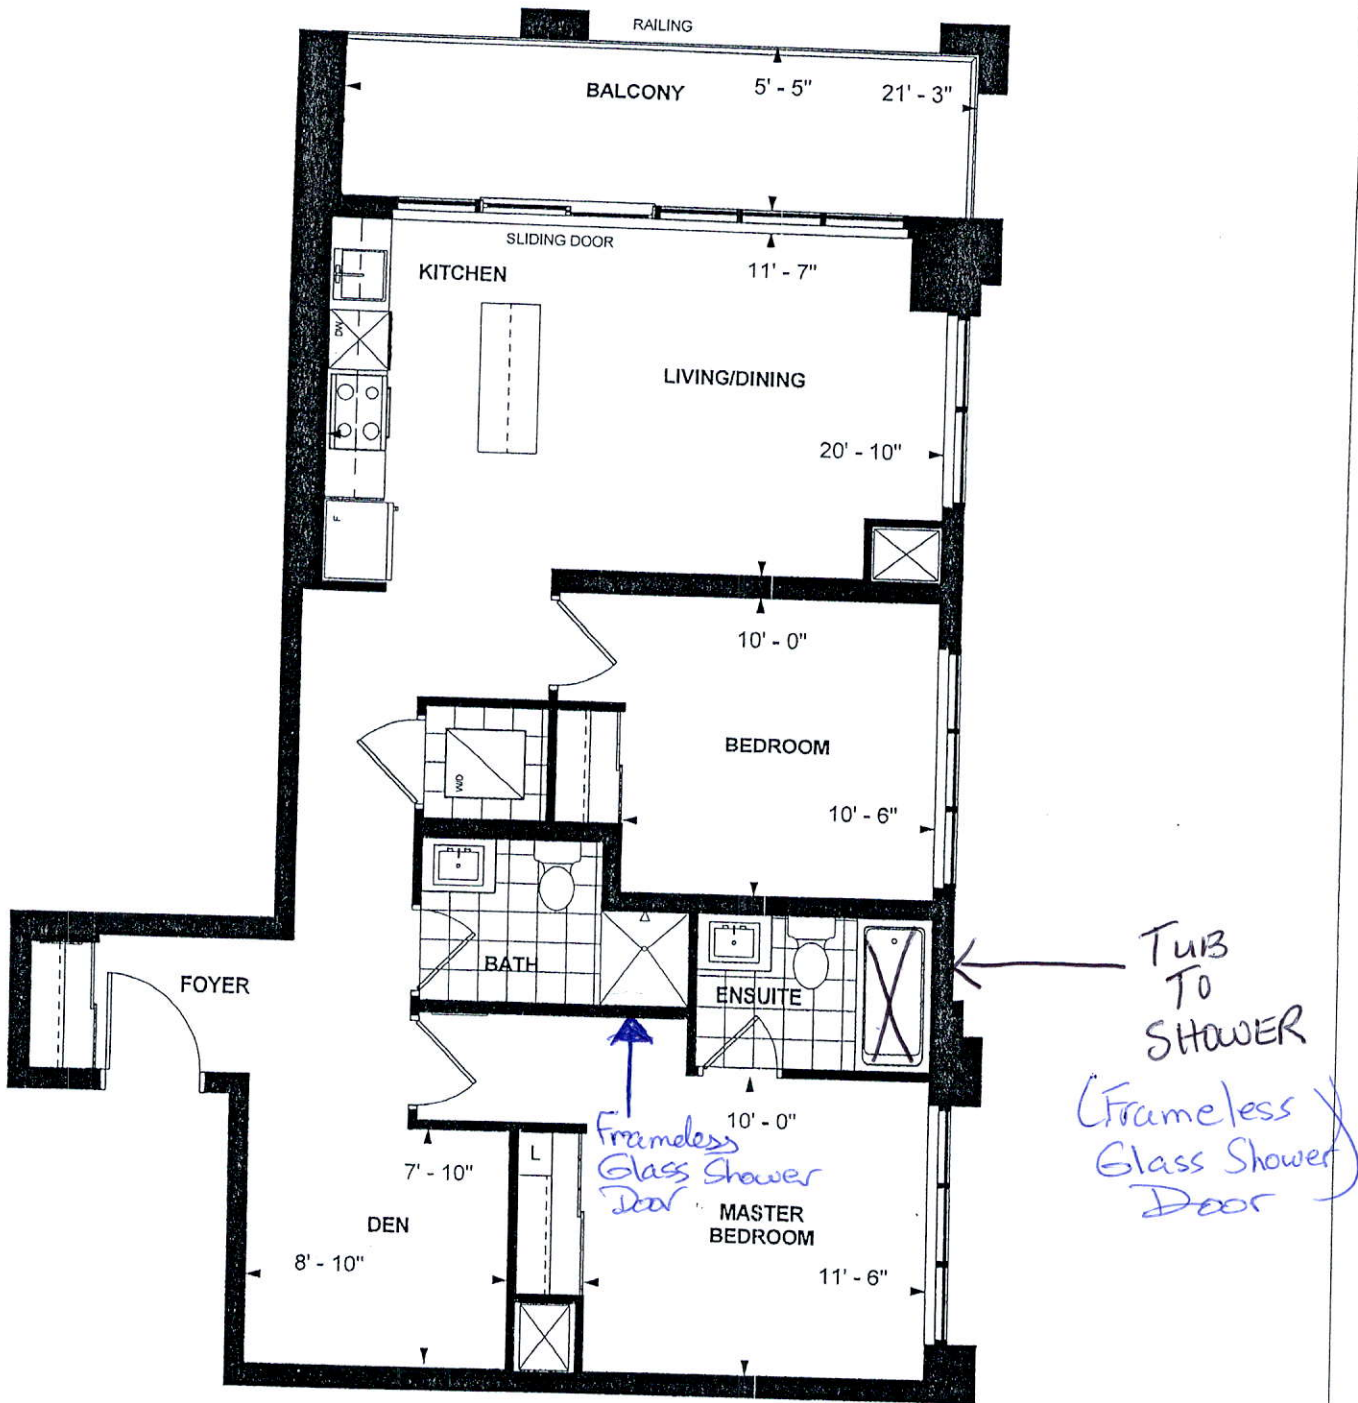 RAILING
BALCONY
5' - 5"
21' - 3"
SLIDING DOOR
KITCHEN
11' - 7"
DW
LIVING/DINING
20' - 10"
F
10' - 0"
BEDROOM
W/D
10' - 6"
BATH
ENSUITE
FOYER
TUB
TO
SHOWER
(Frameless
Glass Shower)
Door
10' - 0"
Frameless
Glass Shower
Door
L
7' - 10"
MASTER
BEDROOM
DEN
8' - 10"
11' - 6"